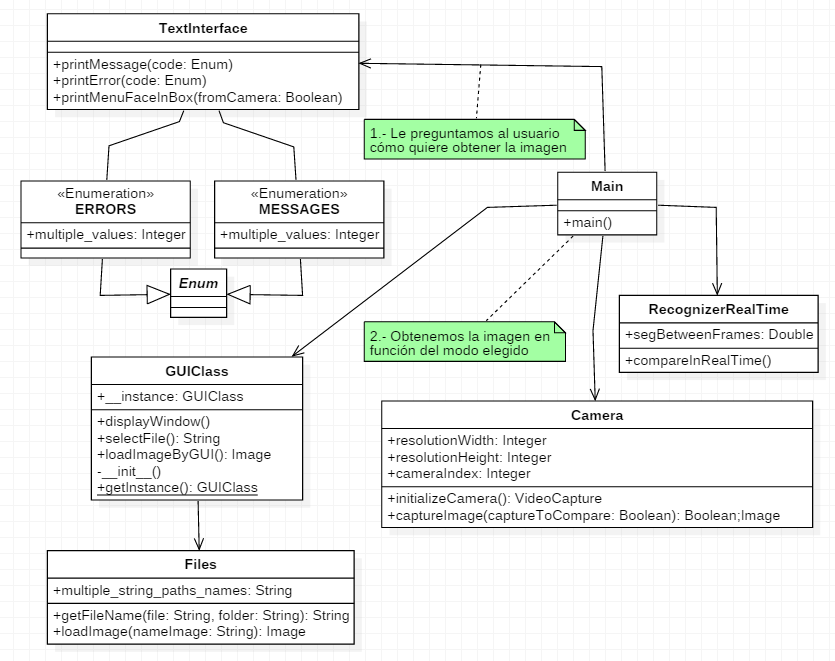 TextInterface
+printMessage(code: Enum)
+printError(code: Enum)
+printMenuFaceInBox(fromCamera: Boolean)
1.- Le preguntamos al usuario
cómo quiere obtener la imagen
«Enumeration»
ERRORS
+multiple_values: Integer
«Enumeration»
MESSAGES
+multiple_values: Integer
Main
+main()
Enum
RecognizerRealTime
+segBetweenFrames: Double
+compareInRealTime()
2.- Obtenemos la imagen en
función del modo elegido
GUIClass
+__instance: GUIClass
+displayWindow()
+selectFile(): String
+loadImageByGUI(): Image
-__init__()
+getInstance(): GUIClass
Camera
+resolutionWidth: Integer
+resolutionHeight: Integer
+cameraIndex: Integer
+initializeCamera(): VideoCapture
+captureImage(captureToCompare: Boolean): Boolean;Image
Files
+multiple_string_paths_names: String
+getFileName(file: String, folder: String): String
+loadImage(nameImage: String): Image